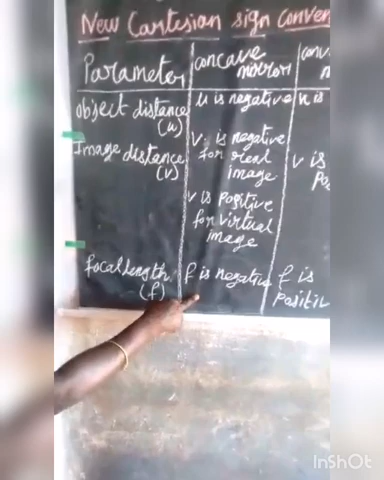 New Cartesian sign Conven
Parameter
concave mirror
conv
m
Object distance (u)
u is negative
u is
Image distance (v)
v is negative
for real
image
v is
Po
v is Positive
for virtual
image
focal length (f)
f is negative
f is
Positiv
InShOt